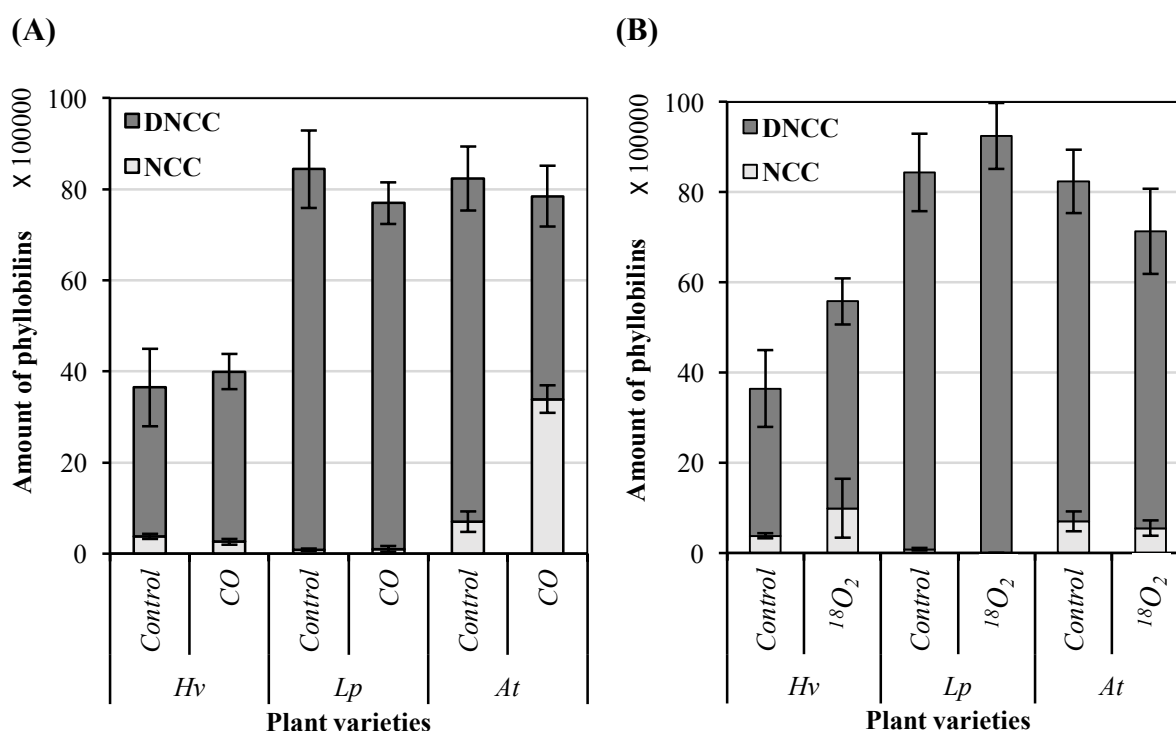 (A)
X 100000
Amount of phyllobilins
100
80
60
40
20
0
DNCC
NCC
Control
CO
Control
CO
Control
CO
Hv
Lp
At
Plant varieties
(B)
X 100000
Amount of phyllobilins
100
80
60
40
20
0
DNCC
NCC
Control
¹⁸O₂
Control
¹⁸O₂
Control
¹⁸O₂
Hv
Lp
At
Plant varieties